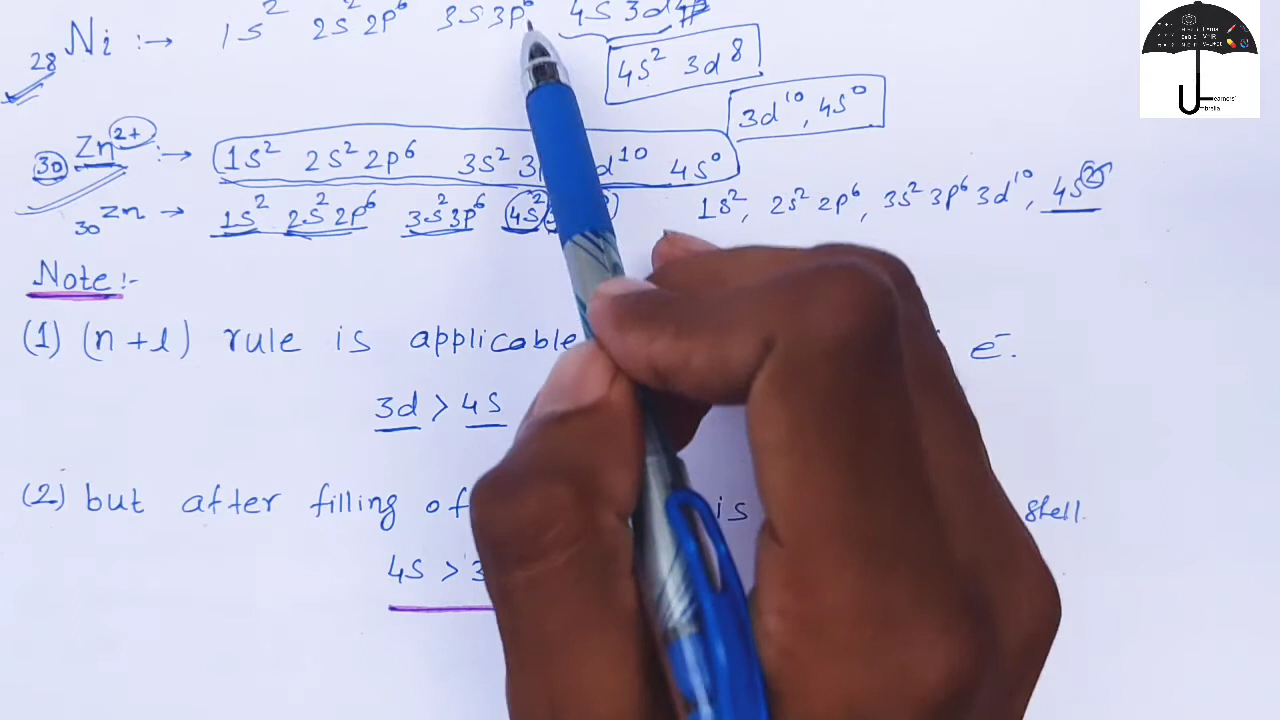 28Ni :→ 1s² 2s² 2p⁶ 3s 3p⁶ 4s 3d
4s² 3d⁸
3d¹⁰, 4s⁰
30 Zn²⁺ :→ 1s² 2s² 2p⁶ 3s² d¹⁰ 4s⁰
30Zn → 1s² 2s² 2p⁶ 3s² 3p⁶ 4s² 1s², 2s² 2p⁶, 3s² 3p⁶ 3d¹⁰, 4s²
Note :-
(1) (n+l) rule is applicable e⁻.
3d > 4s
(2) but after filling of is shell.
4s > 3